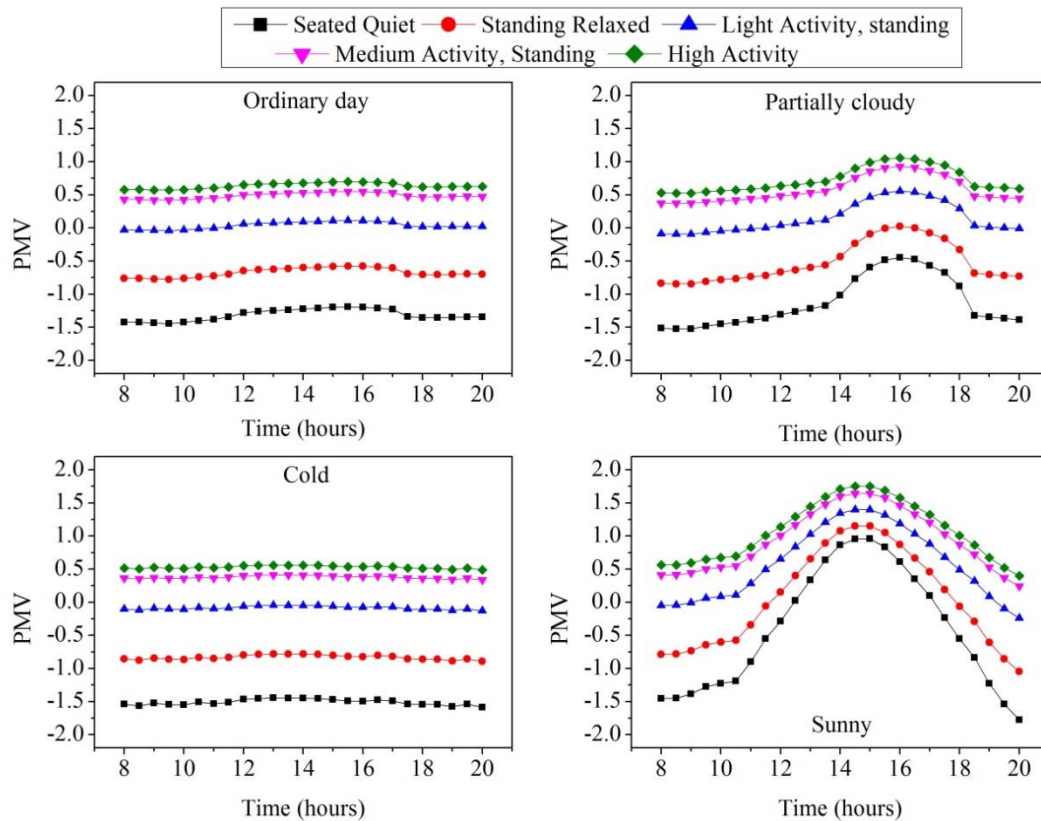 Seated Quiet Standing Relaxed Light Activity, standing
Medium Activity, Standing High Activity
Ordinary day
PMV
2.0
1.5
1.0
0.5
0.0
-0.5
-1.0
-1.5
-2.0
8 10 12 14 16 18 20
Time (hours)
Partially cloudy
PMV
2.0
1.5
1.0
0.5
0.0
-0.5
-1.0
-1.5
-2.0
8 10 12 14 16 18 20
Time (hours)
Cold
PMV
2.0
1.5
1.0
0.5
0.0
-0.5
-1.0
-1.5
-2.0
8 10 12 14 16 18 20
Time (hours)
PMV
2.0
1.5
1.0
0.5
0.0
-0.5
-1.0
-1.5
-2.0
Sunny
8 10 12 14 16 18 20
Time (hours)